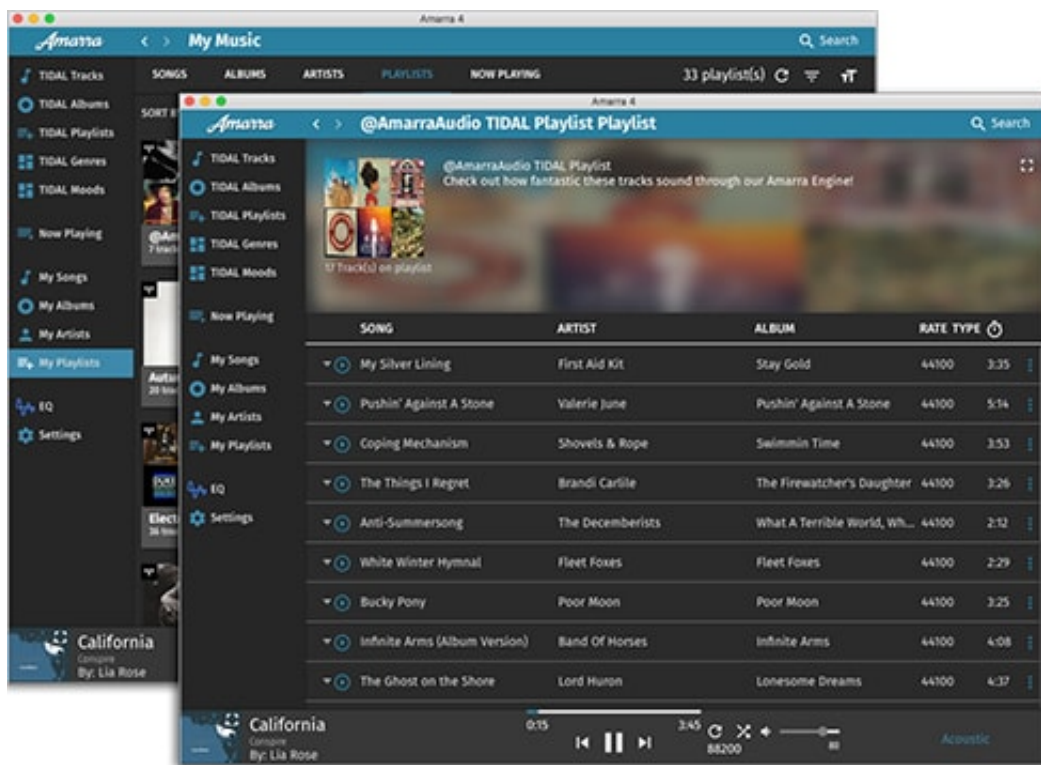 Amarra 4
Amarra
My Music
Search
TIDAL Tracks
TIDAL Albums
TIDAL Playlists
TIDAL Genres
TIDAL Moods
Now Playing
My Songs
My Albums
My Artists
My Playlists
EQ
Settings
SONGS ALBUMS ARTISTS PLAYLISTS NOW PLAYING 33 playlist(s)
SORT
California
Conspire
By: Lia Rose
Amarra 4
Amarra
@AmarraAudio TIDAL Playlist Playlist
Search
TIDAL Tracks
TIDAL Albums
TIDAL Playlists
TIDAL Genres
TIDAL Moods
Now Playing
My Songs
My Albums
My Artists
My Playlists
EQ
Settings
@AmarraAudio TIDAL Playlist
Check out how fantastic these tracks sound through our Amarra Engine!
17 Track(s) on playlist
SONG ARTIST ALBUM RATE TYPE
My Silver Lining First Aid Kit Stay Gold 44100 3:35
Pushin' Against A Stone Valerie June Pushin' Against A Stone 44100 5:14
Coping Mechanism Shovels & Rope Swimmin Time 44100 3:53
The Things I Regret Brandi Carlile The Firewatcher's Daughter 44100 3:26
Anti-Summersong The Decemberists What A Terrible World, Wh... 44100 2:12
White Winter Hymnal Fleet Foxes Fleet Foxes 44100 2:29
Bucky Pony Poor Moon Poor Moon 44100 3:25
Infinite Arms (Album Version) Band Of Horses Infinite Arms 44100 4:08
The Ghost on the Shore Lord Huron Lonesome Dreams 44100 4:37
California
Conspire
By: Lia Rose
0:15 3:45
88200
80
Acoustic